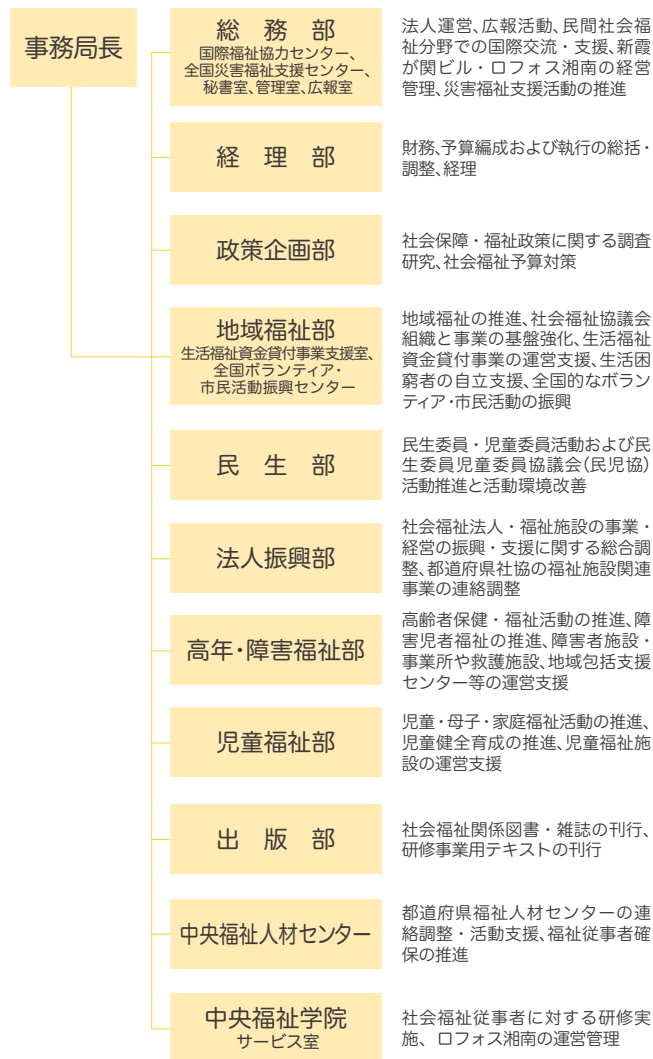 事務局長
総務部
国際福祉協力センター、
全国災害福祉支援センター、
秘書室、管理室、広報室
法人運営、広報活動、民間社会福
祉分野での国際交流・支援、新霞
が関ビル・ロフォス湘南の経営
管理、災害福祉支援活動の推進
経理部
財務、予算編成および執行の総括・
調整、経理
政策企画部
社会保障・福祉政策に関する調査
研究、社会福祉予算対策
地域福祉部
生活福祉資金貸付事業支援室、
全国ボランティア・
市民活動振興センター
地域福祉の推進、社会福祉協議会
組織と事業の基盤強化、生活福祉
資金貸付事業の運営支援、生活困
窮者の自立支援、全国的なボラン
ティア・市民活動の振興
民生部
民生委員・児童委員活動および民
生委員児童委員協議会(民児協)
活動推進と活動環境改善
法人振興部
社会福祉法人・福祉施設の事業・
経営の振興・支援に関する総合調
整、都道府県社協の福祉施設関連
事業の連絡調整
高年・障害福祉部
高齢者保健・福祉活動の推進、障
害児者福祉の推進、障害者施設・
事業所や救護施設、地域包括支援
センター等の運営支援
児童福祉部
児童・母子・家庭福祉活動の推進、
児童健全育成の推進、児童福祉施
設の運営支援
出版部
社会福祉関係図書・雑誌の刊行、
研修事業用テキストの刊行
中央福祉人材センター
都道府県福祉人材センターの連
絡調整・活動支援、福祉従事者確
保の推進
中央福祉学院
サービス室
社会福祉従事者に対する研修実
施、ロフォス湘南の運営管理